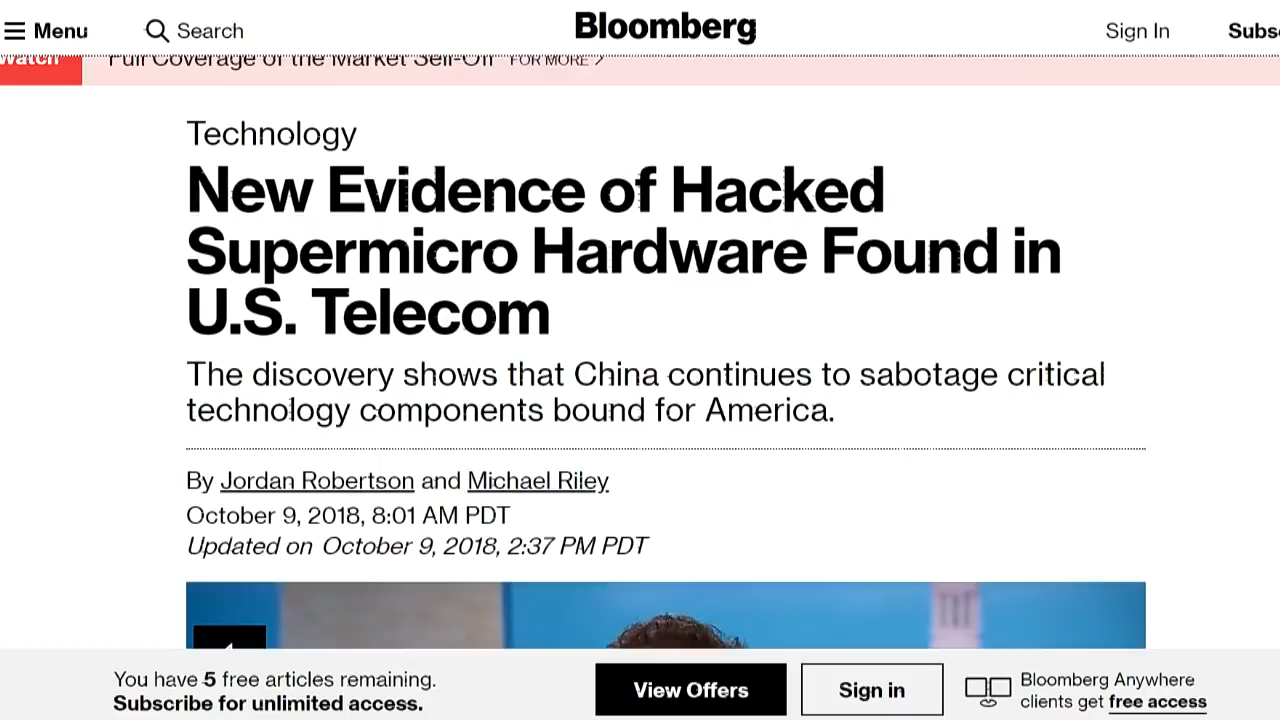 Menu Search Bloomberg Sign In Subs
Watch Full Coverage of the Market Sell-Off FOR MORE >
Technology
New Evidence of Hacked
Supermicro Hardware Found in
U.S. Telecom
The discovery shows that China continues to sabotage critical
technology components bound for America.
By Jordan Robertson and Michael Riley
October 9, 2018, 8:01 AM PDT
Updated on October 9, 2018, 2:37 PM PDT
You have 5 free articles remaining.
Subscribe for unlimited access.
View Offers
Sign in
Bloomberg Anywhere
clients get free access